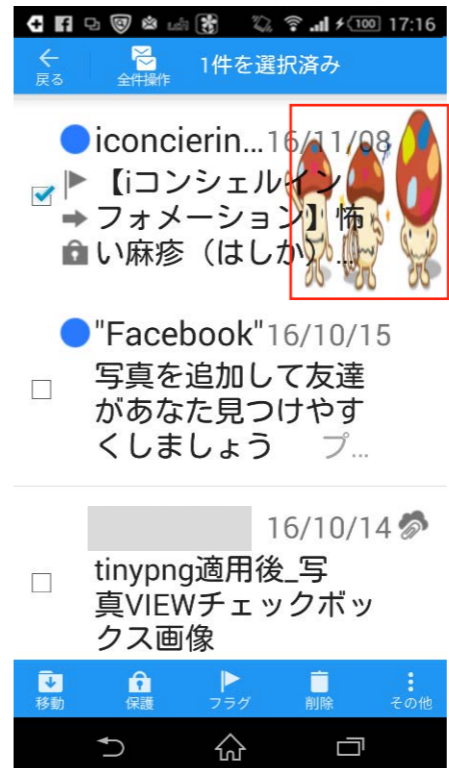 100 17:16
戻る 全件操作 1件を選択済み
iconcierin... 16/11/08
【iコンシェルイン
フォメーション】怖
い麻疹（はしか）...
"Facebook" 16/10/15
写真を追加して友達
があなた見つけやす
くしましょう プ...
16/10/14
tinypng適用後_写
真VIEWチェックボッ
クス画像
移動 保護 フラグ 削除 その他